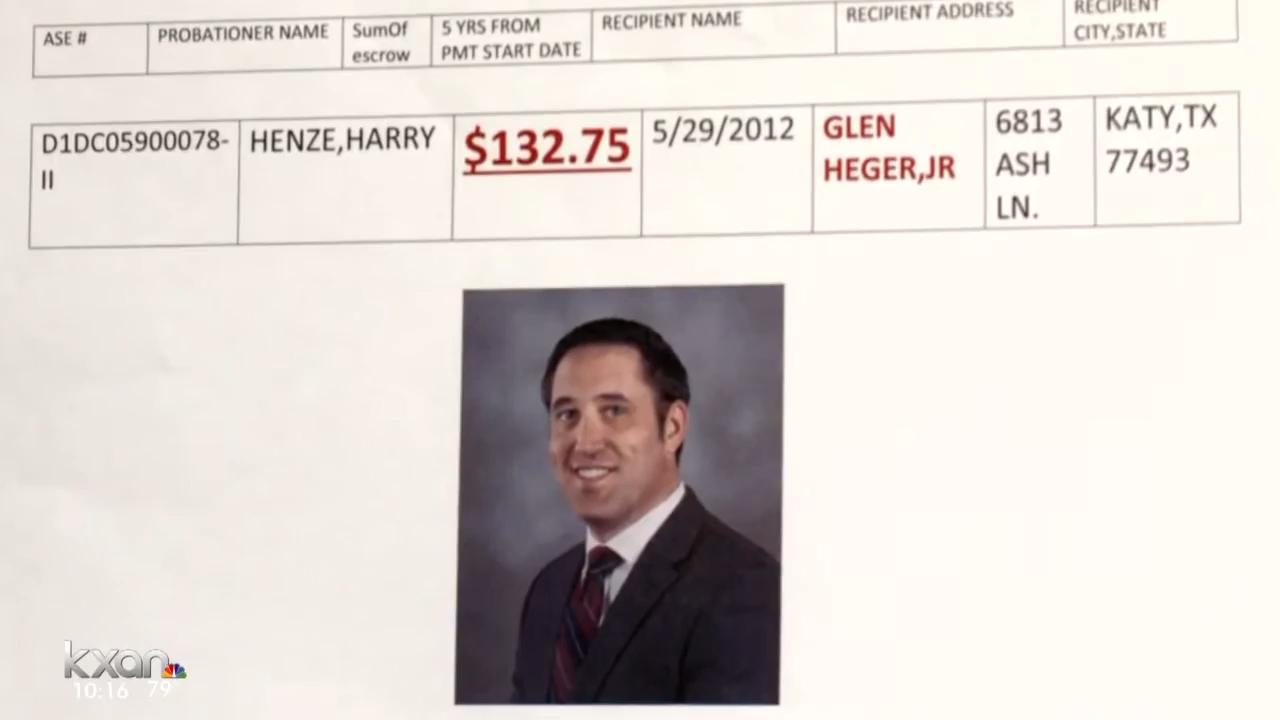 ASE #
PROBATIONER NAME
SumOf
escrow
5 YRS FROM
PMT START DATE
RECIPIENT NAME
RECIPIENT ADDRESS
RECIPIENT
CITY,STATE
D1DC05900078-
II
HENZE,HARRY
$132.75
5/29/2012
GLEN
HEGER,JR
6813
ASH
LN.
KATY,TX
77493
kxan
10:16 79